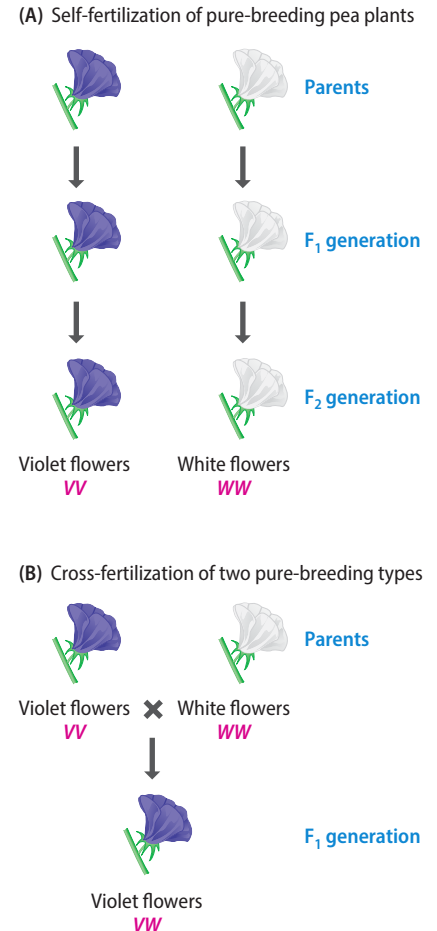 (A) Self-fertilization of pure-breeding pea plants
Parents
F₁ generation
F₂ generation
Violet flowers White flowers
VV WW
(B) Cross-fertilization of two pure-breeding types
Parents
Violet flowers × White flowers
VV WW
F₁ generation
Violet flowers
VW